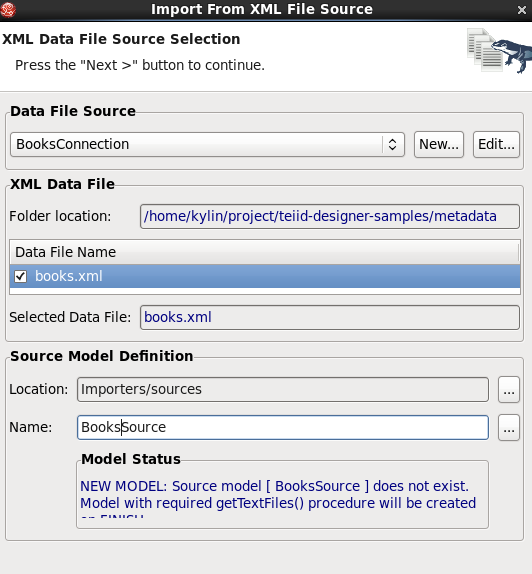 Import From XML File Source
XML Data File Source Selection
Press the "Next >" button to continue.
Data File Source
BooksConnection
New...
Edit...
XML Data File
Folder location:
/home/kylin/project/teiid-designer-samples/metadata
Data File Name
books.xml
Selected Data File:
books.xml
Source Model Definition
Location:
Importers/sources
...
Name:
BooksSource
...
Model Status
NEW MODEL: Source model [ BooksSource ] does not exist.
Model with required getTextFiles() procedure will be created
on FINISH